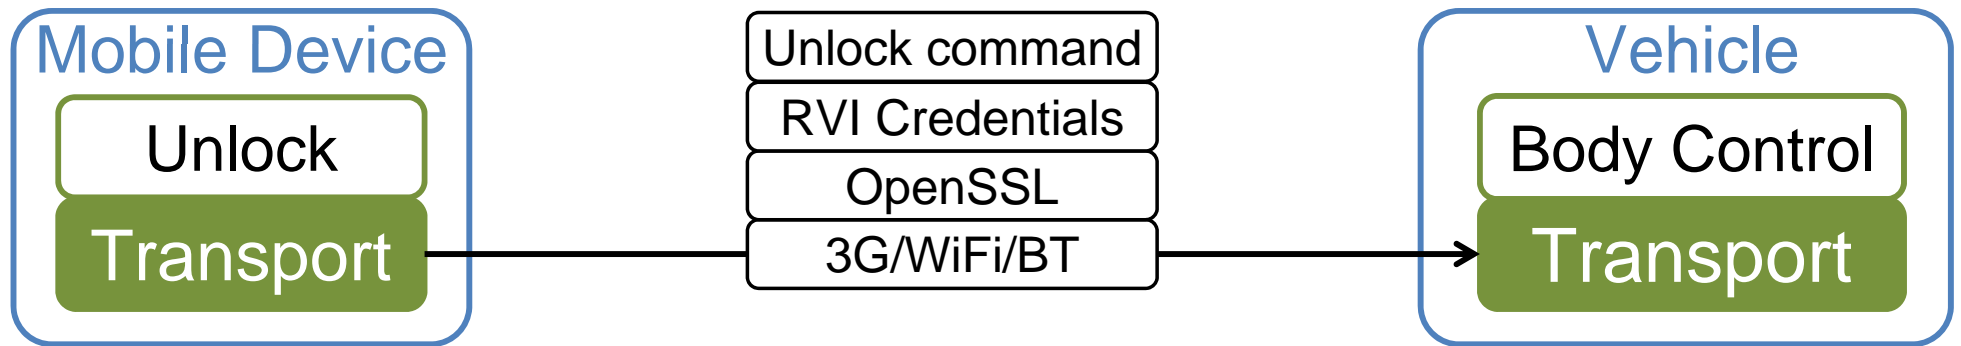 Mobile Device
Unlock
Transport
Unlock command
RVI Credentials
OpenSSL
3G/WiFi/BT
Vehicle
Body Control
Transport